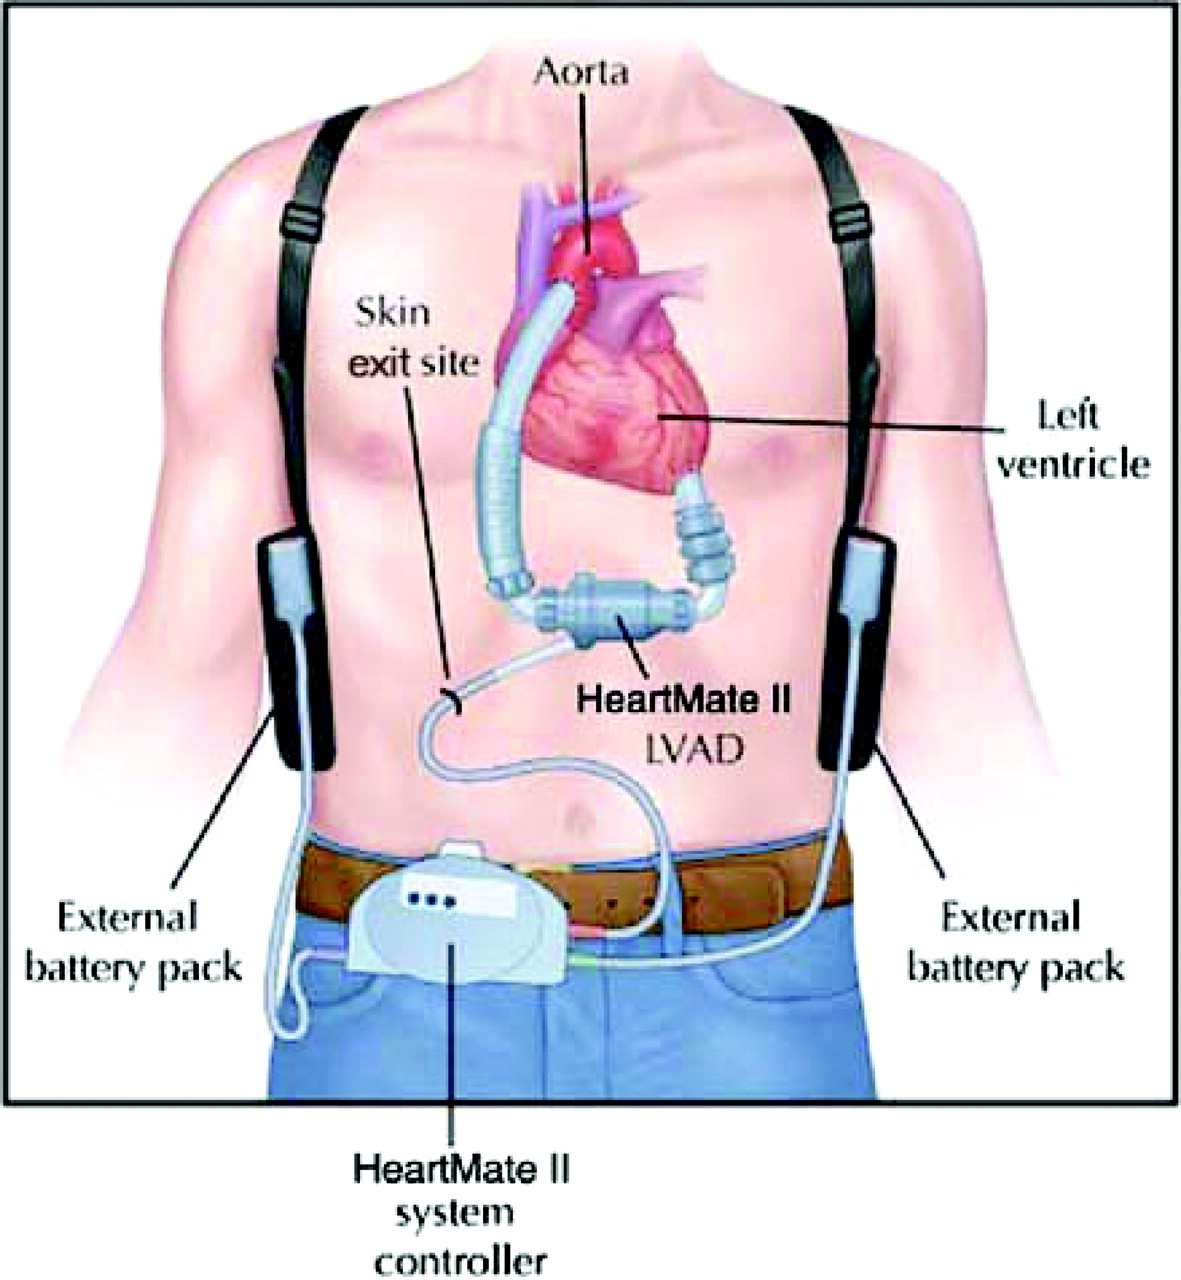 Aorta
Skin
exit site
Left
ventricle
HeartMate II
LVAD
External
battery pack
External
battery pack
HeartMate II
system
controller